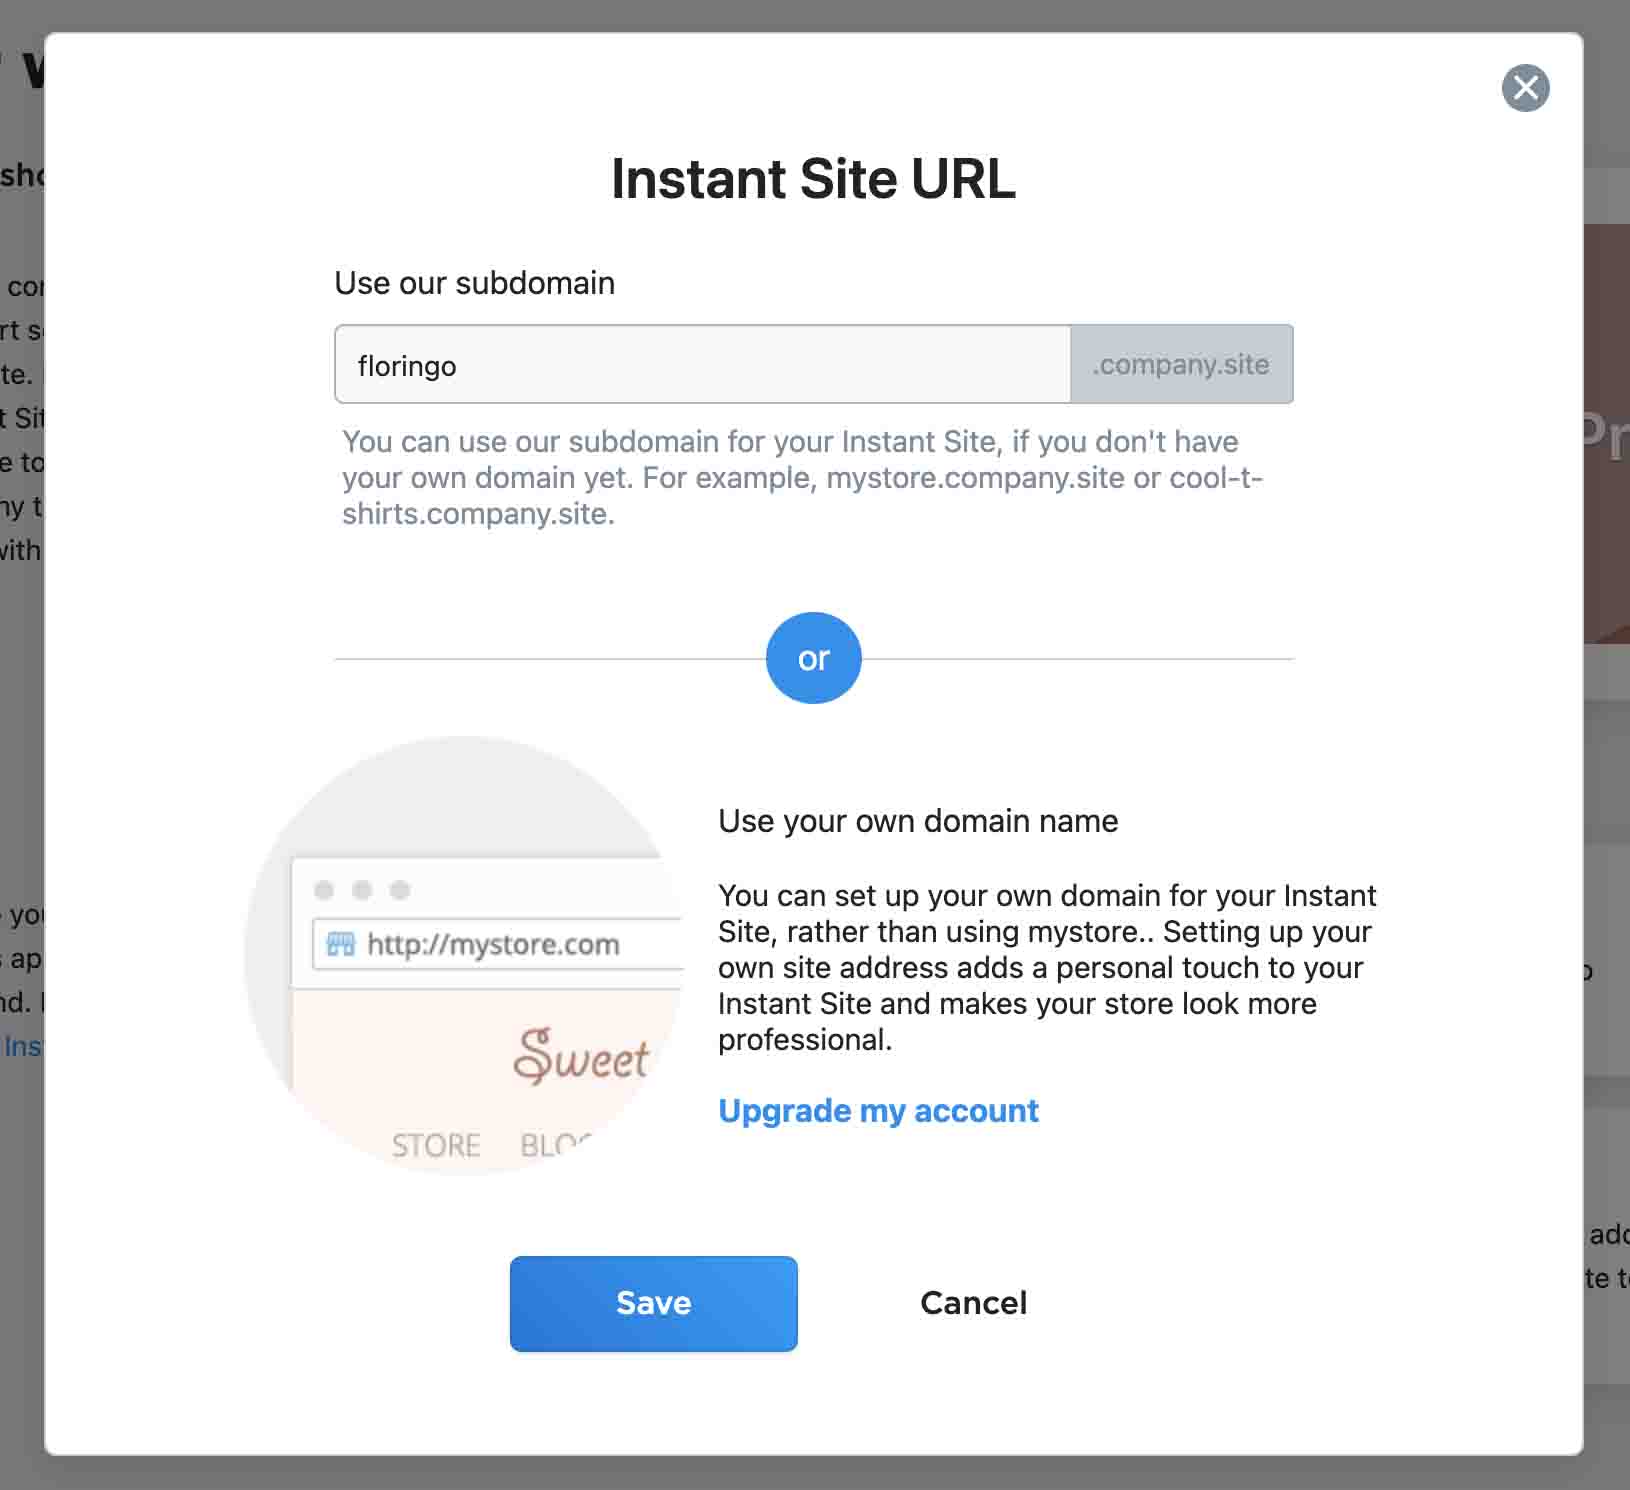 Instant Site URL
Use our subdomain
floringo
.company.site
You can use our subdomain for your Instant Site, if you don't have
your own domain yet. For example, mystore.company.site or cool-t-
shirts.company.site.
or
http://mystore.com
Sweet
STORE
Use your own domain name
You can set up your own domain for your Instant
Site, rather than using mystore.. Setting up your
own site address adds a personal touch to your
Instant Site and makes your store look more
professional.
Upgrade my account
Save
Cancel